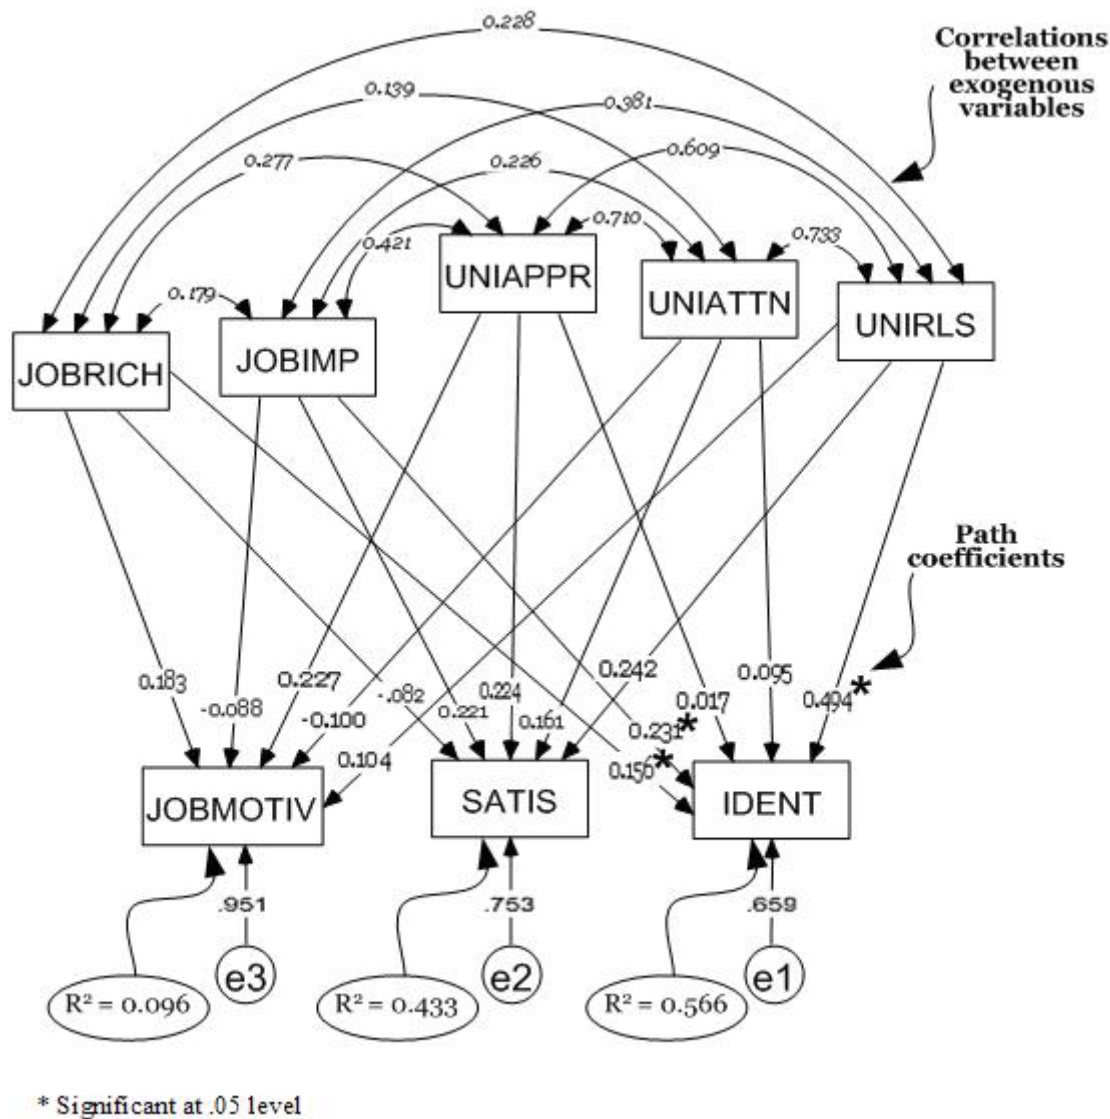 0.228
Correlations
between
exogenous
variables
0.139
0.381
0.277
0.226
0.609
0.421
0.710
0.733
0.179
UNIAPPR
UNIATTN
UNIRLS
JOBIMP
JOBRICH
Path
coefficients
0.183
-0.088
0.227
-0.100
0.104
-.082
0.221
0.224
0.161
0.242
0.231*
0.156*
0.017
0.095
0.494*
JOBMOTIV
SATIS
IDENT
.951
.753
.659
e3
e2
e1
R² = 0.096
R² = 0.433
R² = 0.566
* Significant at .05 level